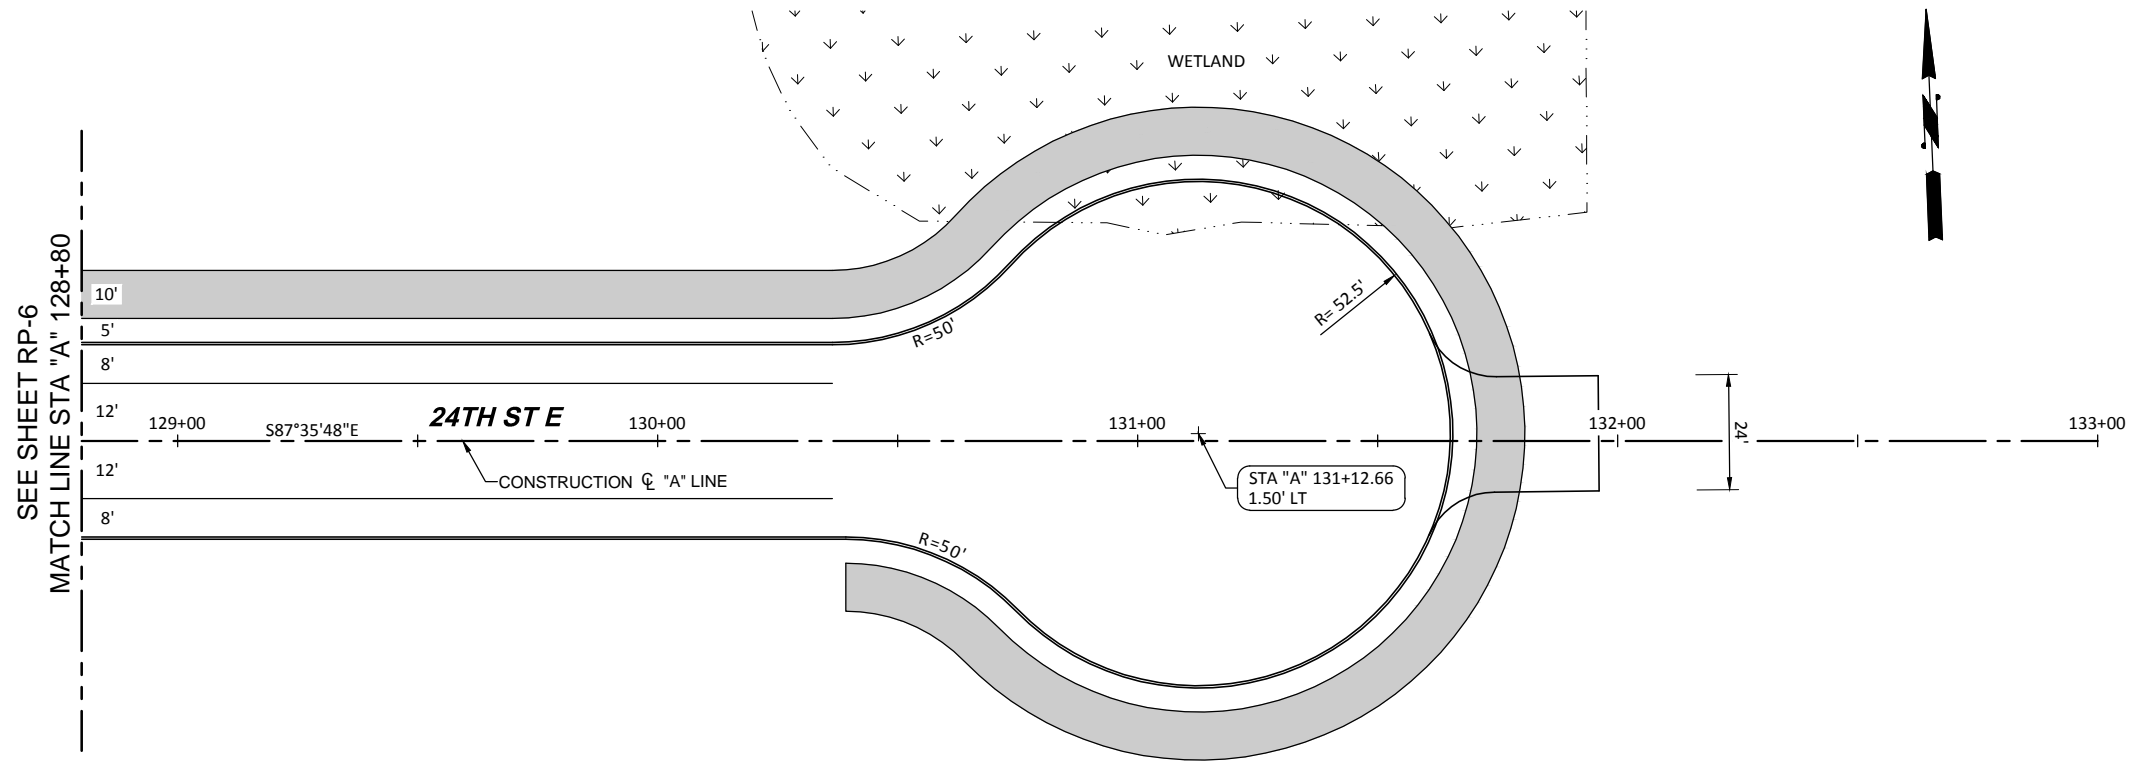 WETLAND
N
SEE SHEET RP-6
MATCH LINE STA "A" 128+80
10'
5'
8'
12'
12'
8'
129+00
S87°35'48"E
24TH ST E
130+00
131+00
132+00
133+00
CONSTRUCTION ℄ "A" LINE
R=50'
R= 52.5'
R=50'
STA "A" 131+12.66
1.50' LT
24'